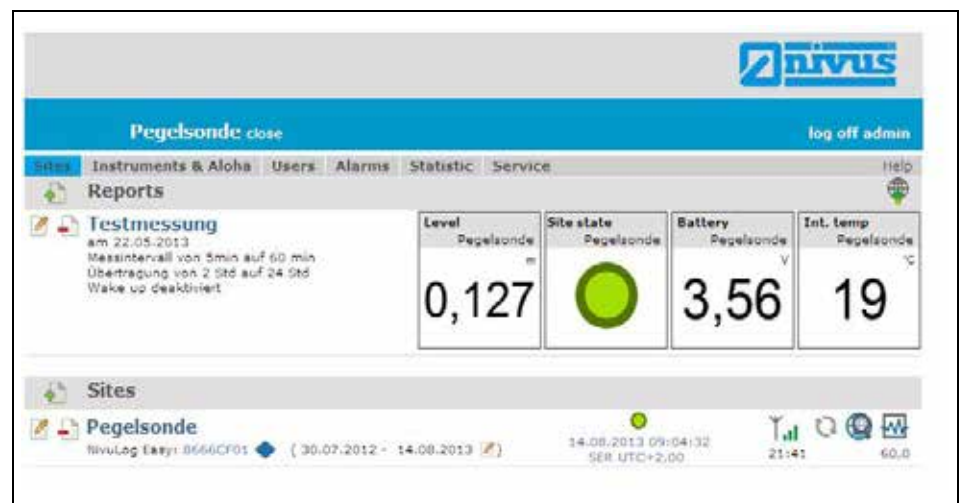 nivus
Pegelsonde close
log off admin
Sites Instruments & Aloha Users Alarms Statistic Service Help
Reports
Testmessung
am 22.05.2013
Messintervall von 5min auf 60 min
Übertragung von 2 Std auf 24 Std
Wake up deaktiviert
Level
Pegelsonde
m
0,127
Site state
Pegelsonde
Battery
Pegelsonde
V
3,56
Int. temp
Pegelsonde
°C
19
Sites
Pegelsonde
NivuLog Easy: 8666CF01 ( 30.07.2012 - 14.08.2013 )
14.08.2013 09:04:32
SER UTC+2,00
21:41
60,0